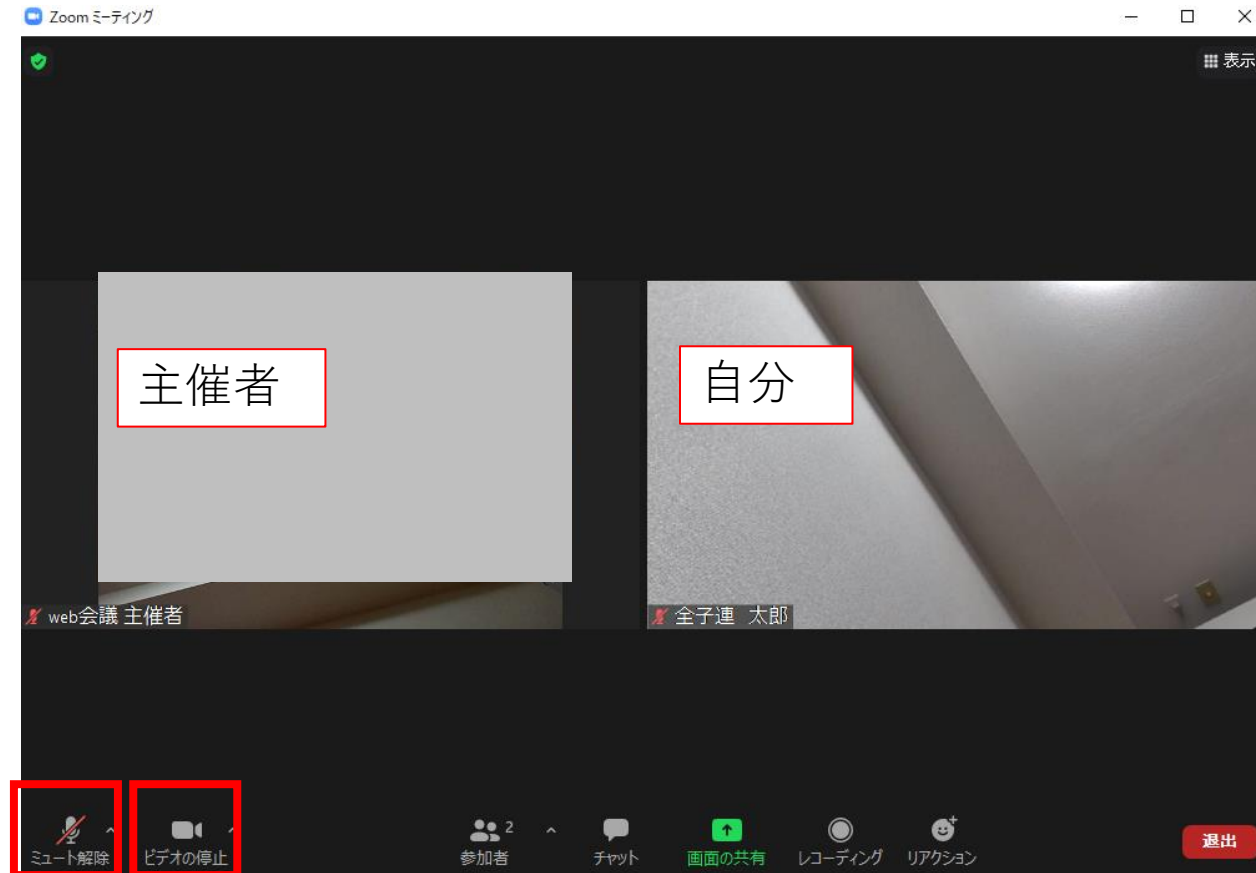 Zoom ミーティング
表示
主催者
自分
web会議 主催者
全子連 太郎
2
ミュート解除
ビデオの停止
参加者
チャット
画面の共有
レコーディング
リアクション
退出